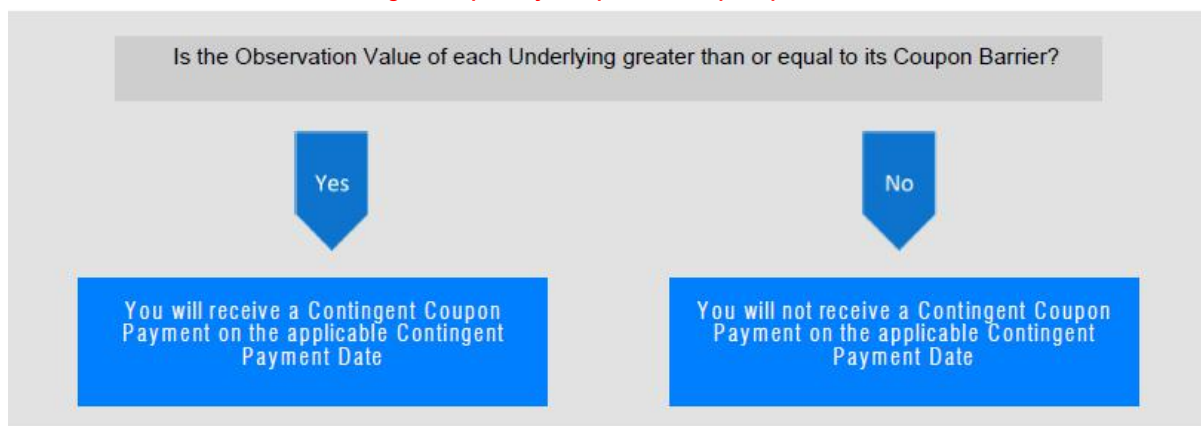 Is the Observation Value of each Underlying greater than or equal to its Coupon Barrier?
Yes
No
You will receive a Contingent Coupon
Payment on the applicable Contingent
Payment Date
You will not receive a Contingent Coupon
Payment on the applicable Contingent
Payment Date